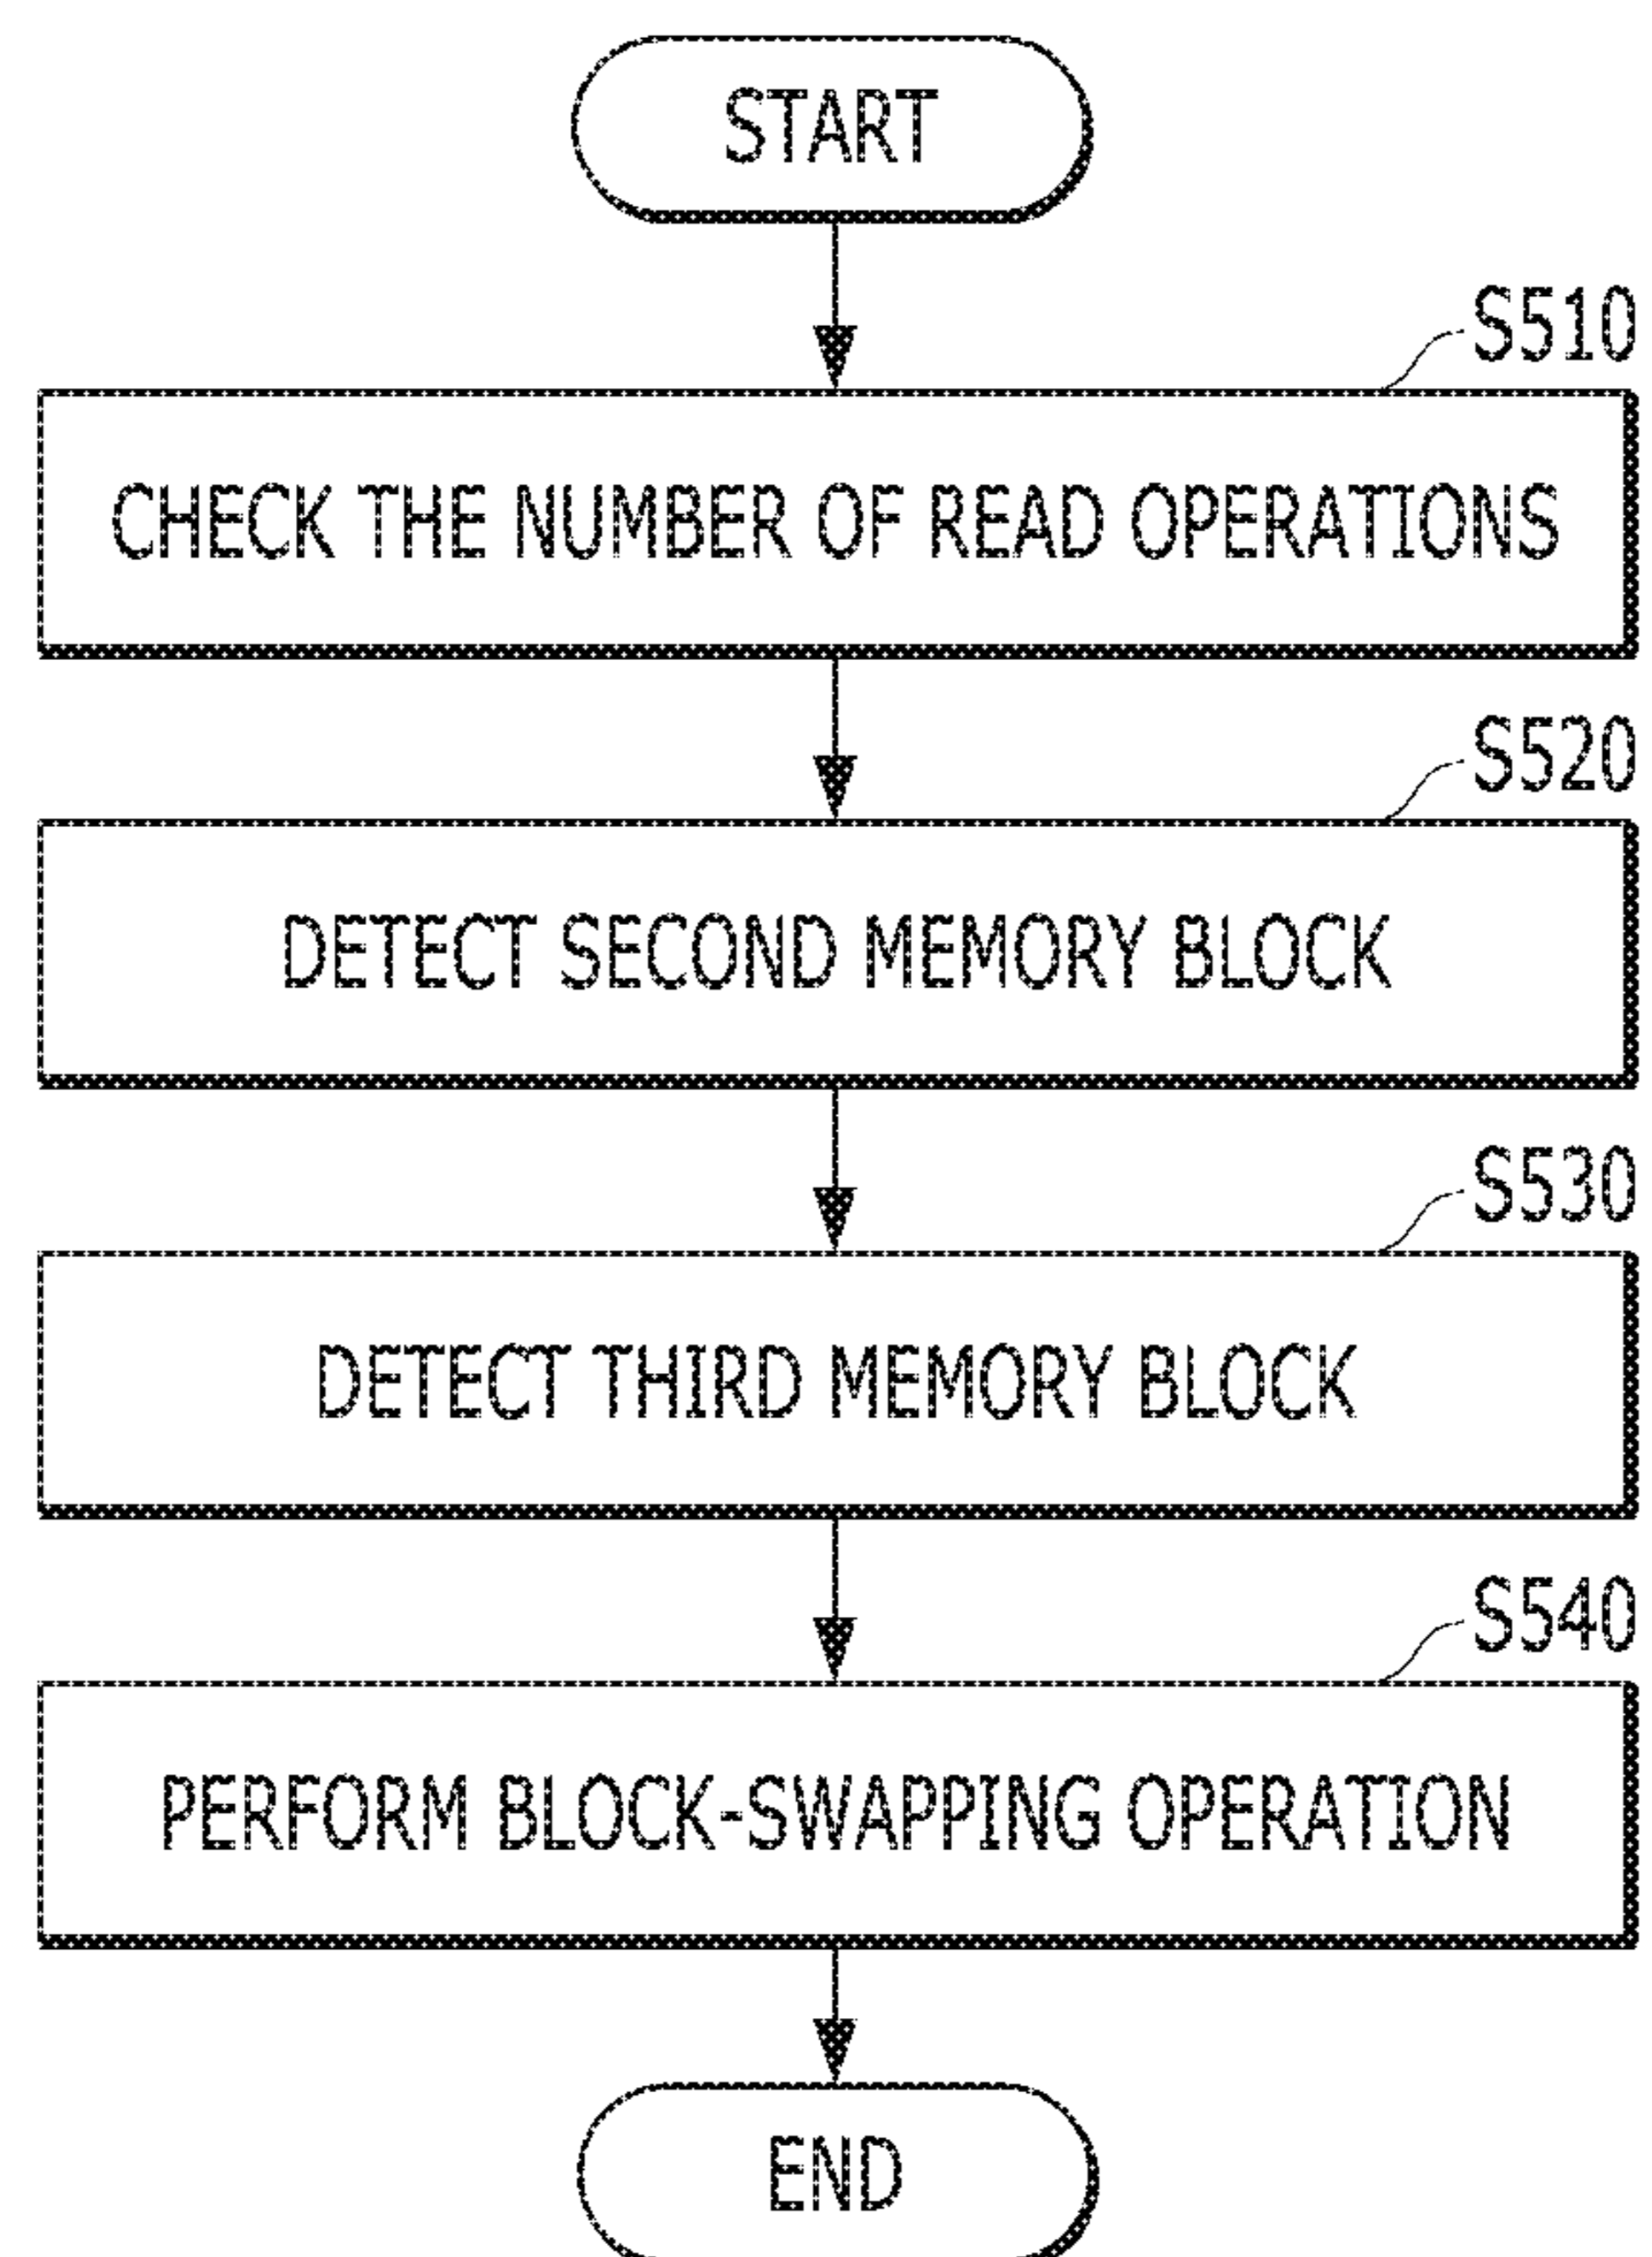 START
S510
CHECK THE NUMBER OF READ OPERATIONS
S520
DETECT SECOND MEMORY BLOCK
S530
DETECT THIRD MEMORY BLOCK
S540
PERFORM BLOCK-SWAPPING OPERATION
END